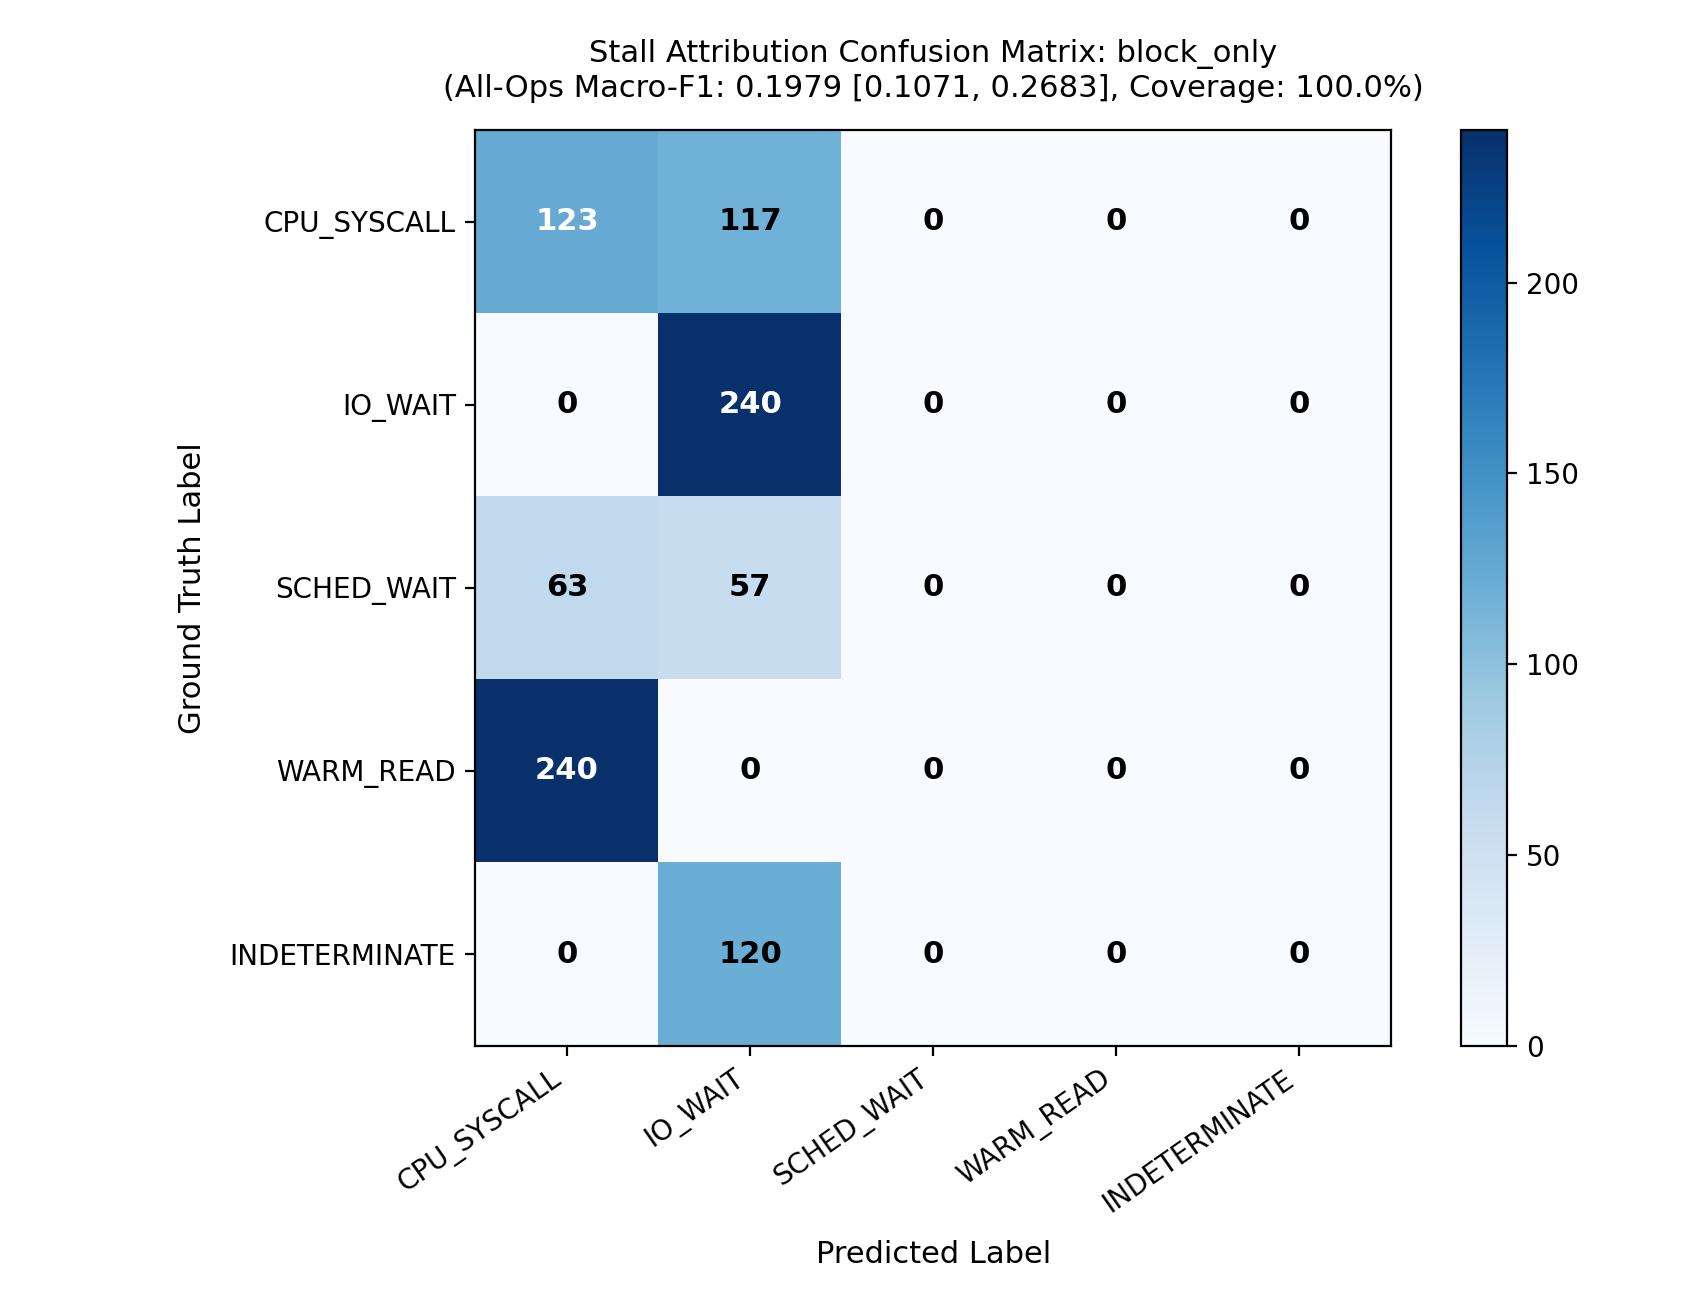 Stall Attribution Confusion Matrix: block_only
(All-Ops Macro-F1: 0.1979 [0.1071, 0.2683], Coverage: 100.0%)
Ground Truth Label
CPU_SYSCALL 123 117 0 0 0
IO_WAIT 0 240 0 0 0
SCHED_WAIT 63 57 0 0 0
WARM_READ 240 0 0 0 0
INDETERMINATE 0 120 0 0 0
CPU_SYSCALL IO_WAIT SCHED_WAIT WARM_READ INDETERMINATE
Predicted Label
200
150
100
50
0